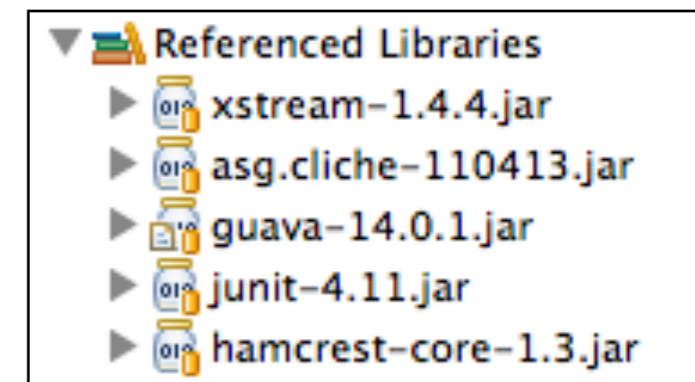 Referenced Libraries
xstream-1.4.4.jar
asg.cliche-110413.jar
guava-14.0.1.jar
junit-4.11.jar
hamcrest-core-1.3.jar